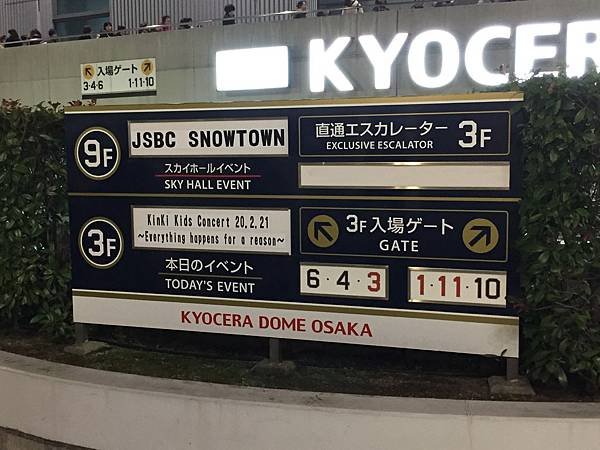 KYOCERA
入場ゲート
3·4·6
1·11·10
9F
JSBC SNOWTOWN
スカイホールイベント
SKY HALL EVENT
直通エスカレーター 3F
EXCLUSIVE ESCALATOR
3F
KinKi Kids Concert 20.2.21
~Everything happens for a reason~
本日のイベント
TODAY'S EVENT
3F入場ゲート
GATE
6·4·3
1·11·10
KYOCERA DOME OSAKA